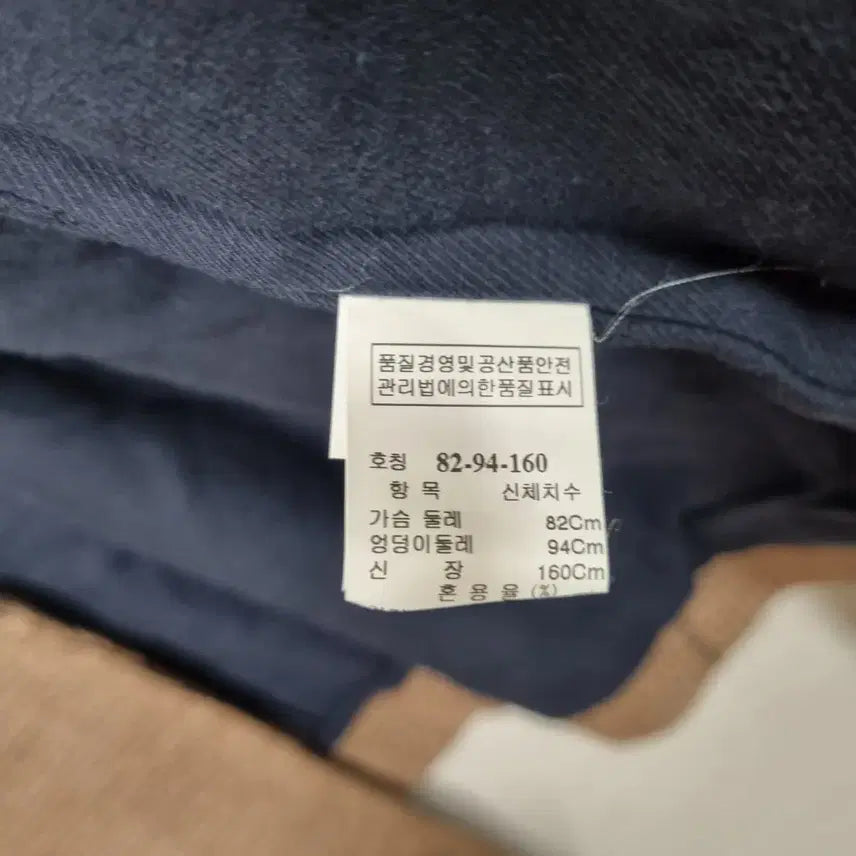 품질경영및공산품안전
관리법에의한품질표시
호칭 82-94-160
항 목 신체치수
가슴 둘레 82Cm
엉덩이둘레 94Cm
신 장 160Cm
혼 용 율 (%)